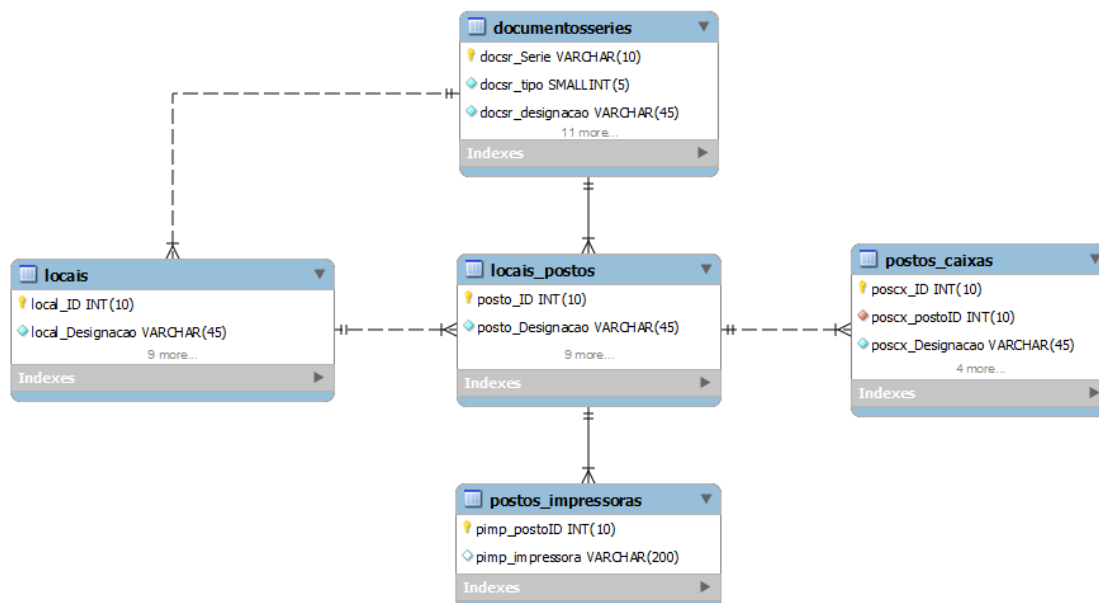 documentosseries
docsr_Serie VARCHAR(10)
docsr_tipo SMALLINT(5)
docsr_designacao VARCHAR(45)
11 more...
Indexes
locais
local_ID INT(10)
local_Designacao VARCHAR(45)
9 more...
Indexes
locais_postos
posto_ID INT(10)
posto_Designacao VARCHAR(45)
9 more...
Indexes
postos_caixas
poscx_ID INT(10)
poscx_postoID INT(10)
poscx_Designacao VARCHAR(45)
4 more...
Indexes
postos_impressoras
pimp_postoID INT(10)
pimp_impressora VARCHAR(200)
Indexes